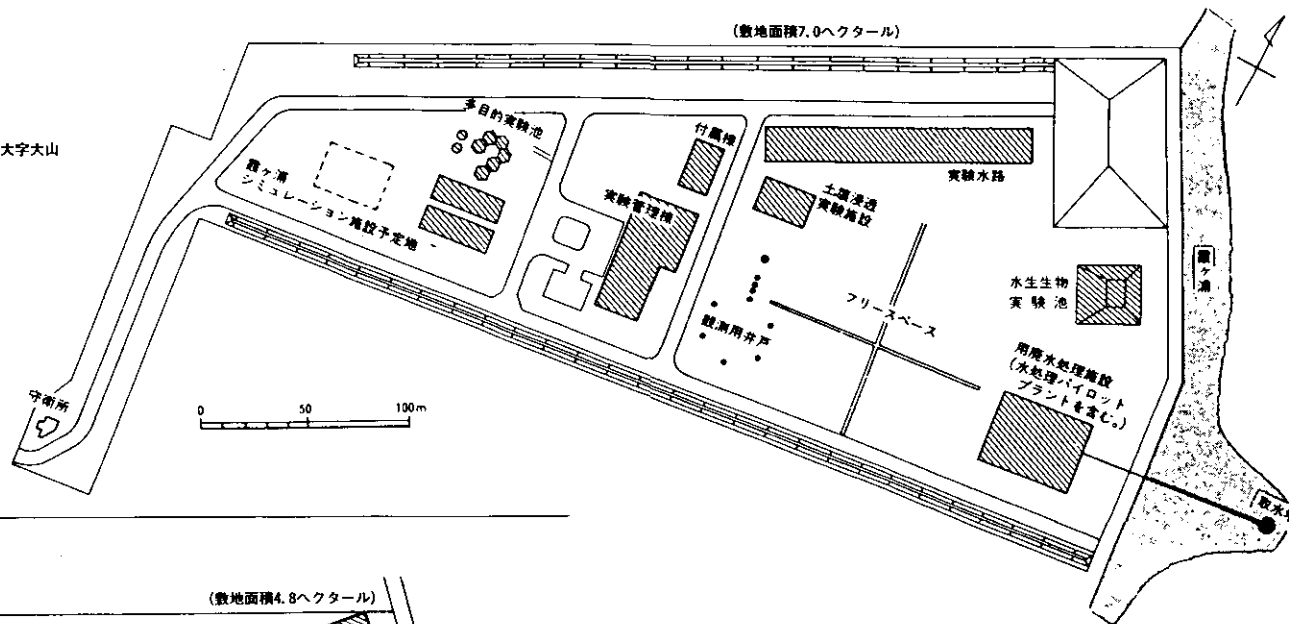 (敷地面積7.0ヘクタール)
大字大山
多目的実験池
付属棟
実験水路
霞ヶ浦
シミュレーション施設予定地
実験管理棟
土壌浸透
実験施設
霞ヶ浦
水生生物
実験池
フリースペース
観測用井戸
用廃水処理施設
(水処理パイロット
プラントを含む。)
守衛所
0 50 100m
取水塔
(敷地面積4.8ヘクタール)